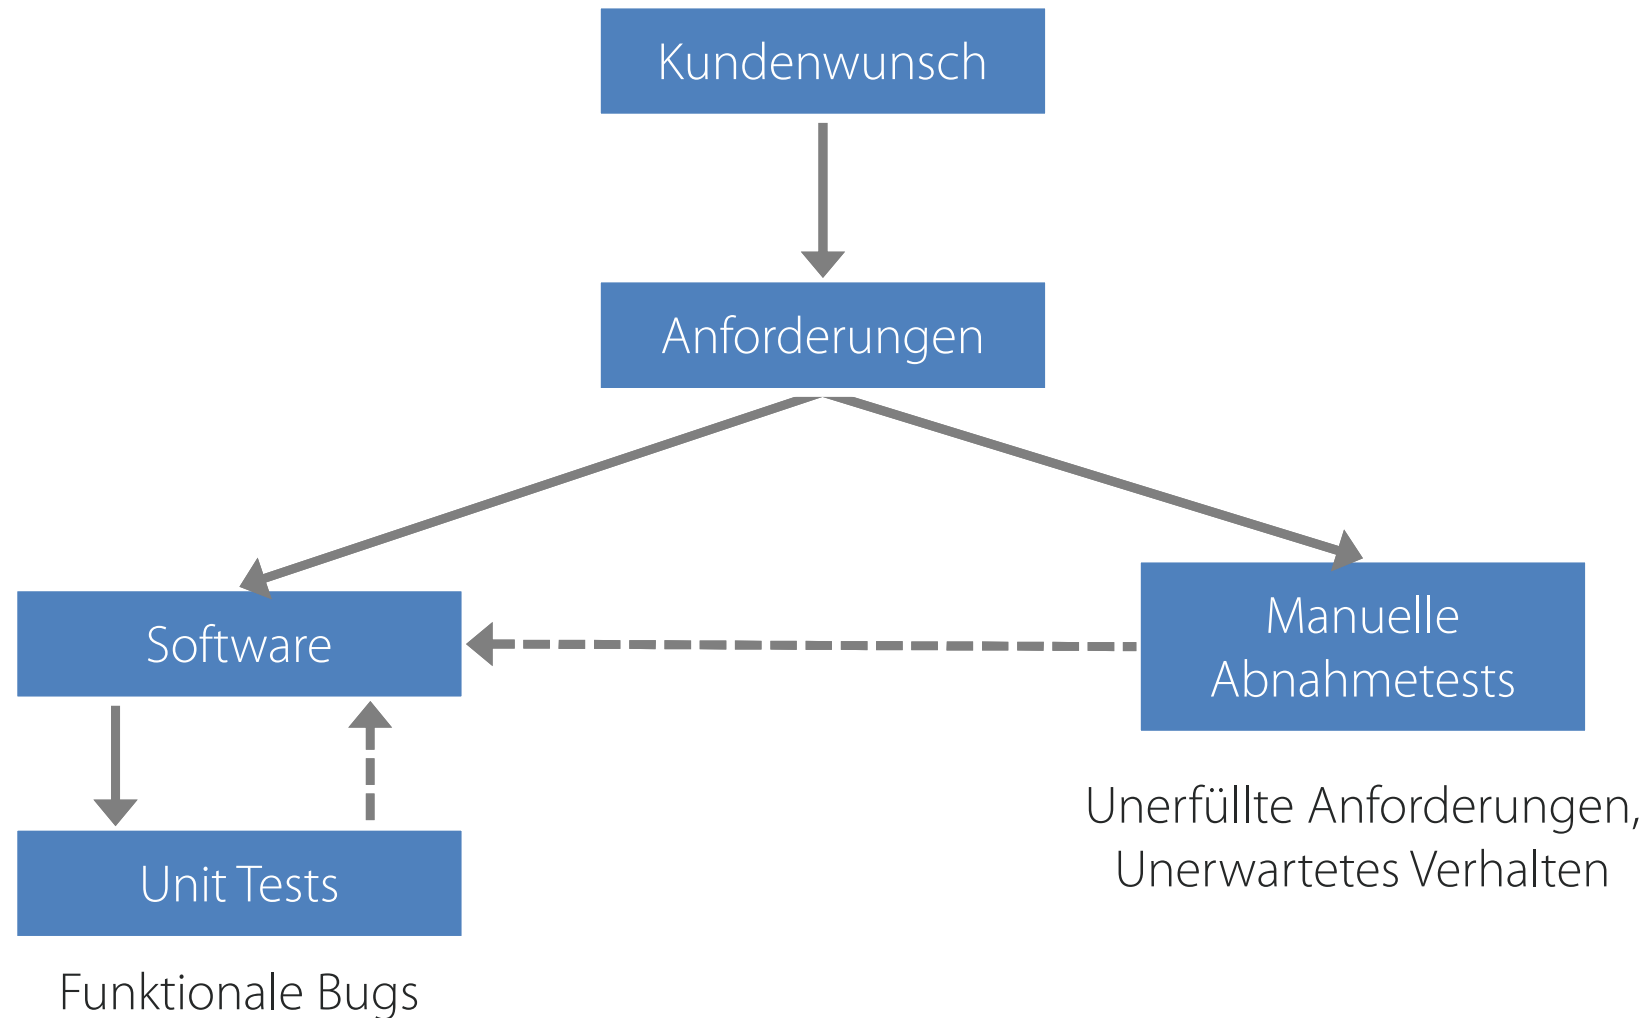 Kundenwunsch
Anforderungen
Software
Manuelle
Abnahmetests
Unerfüllte Anforderungen,
Unerwartetes Verhalten
Unit Tests
Funktionale Bugs